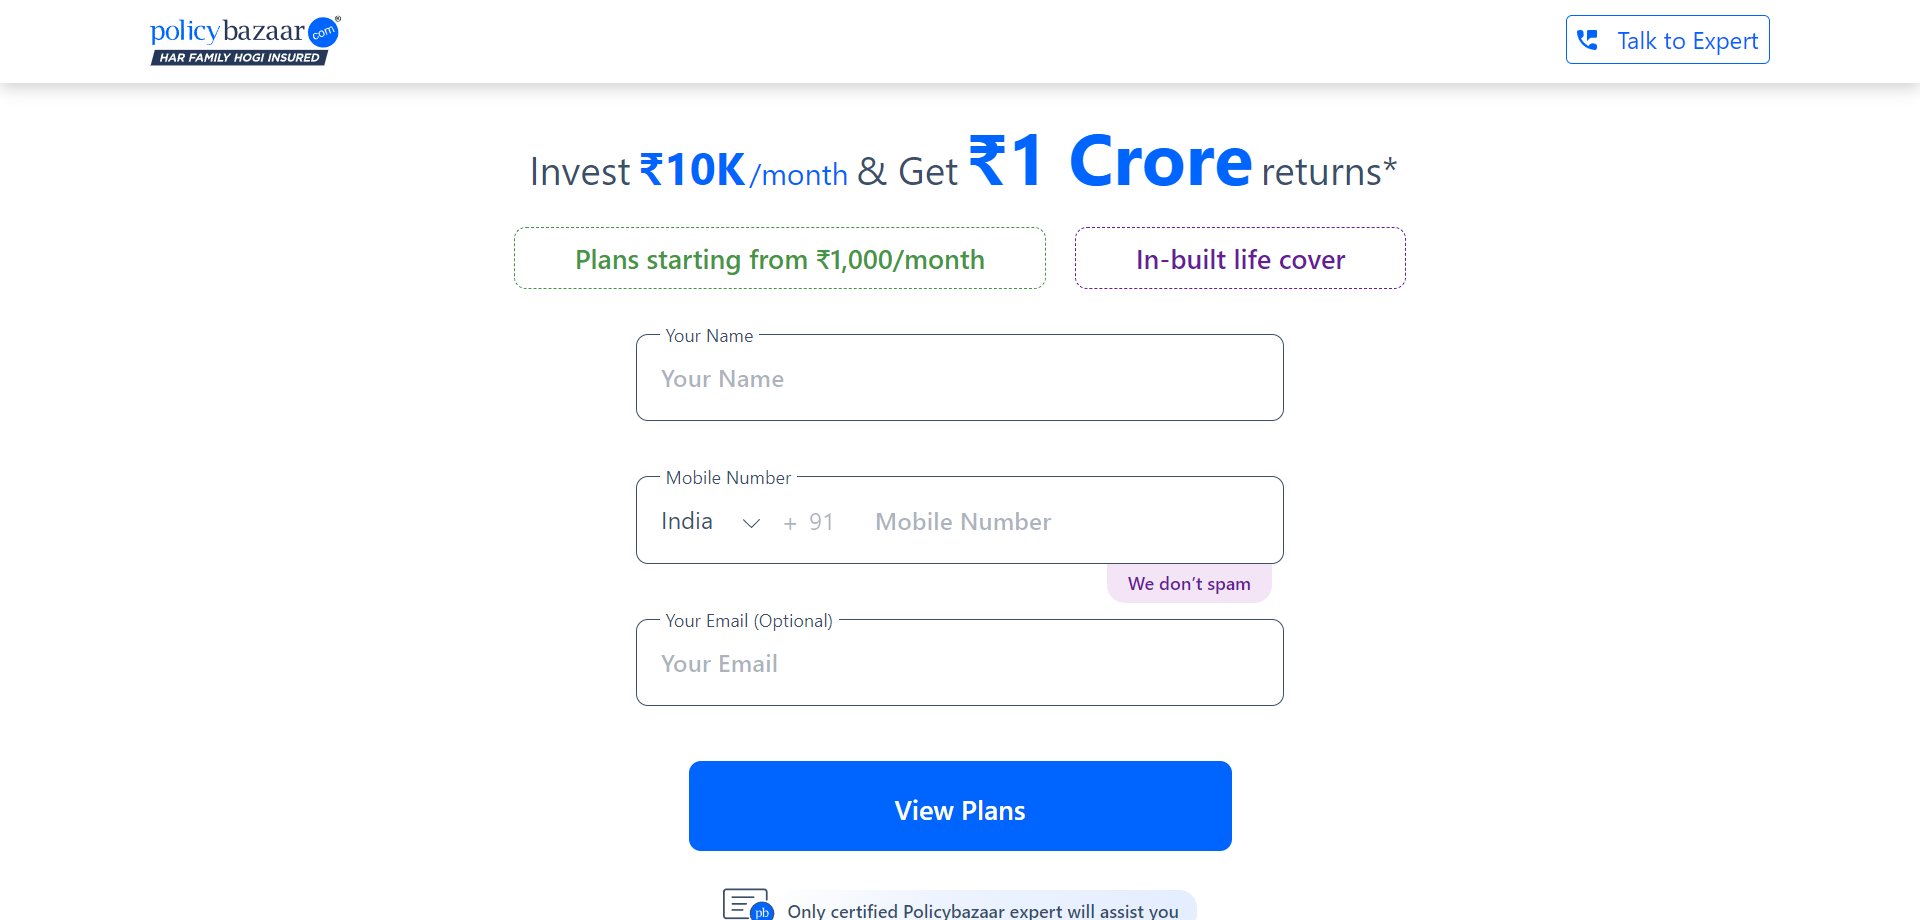 policybazaar com®
HAR FAMILY HOGI INSURED
Talk to Expert
Invest ₹10K/month & Get ₹1 Crore returns*
Plans starting from ₹1,000/month
In-built life cover
Your Name
Your Name
Mobile Number
India + 91 Mobile Number
We don’t spam
Your Email (Optional)
Your Email
View Plans
pb Only certified Policybazaar expert will assist you